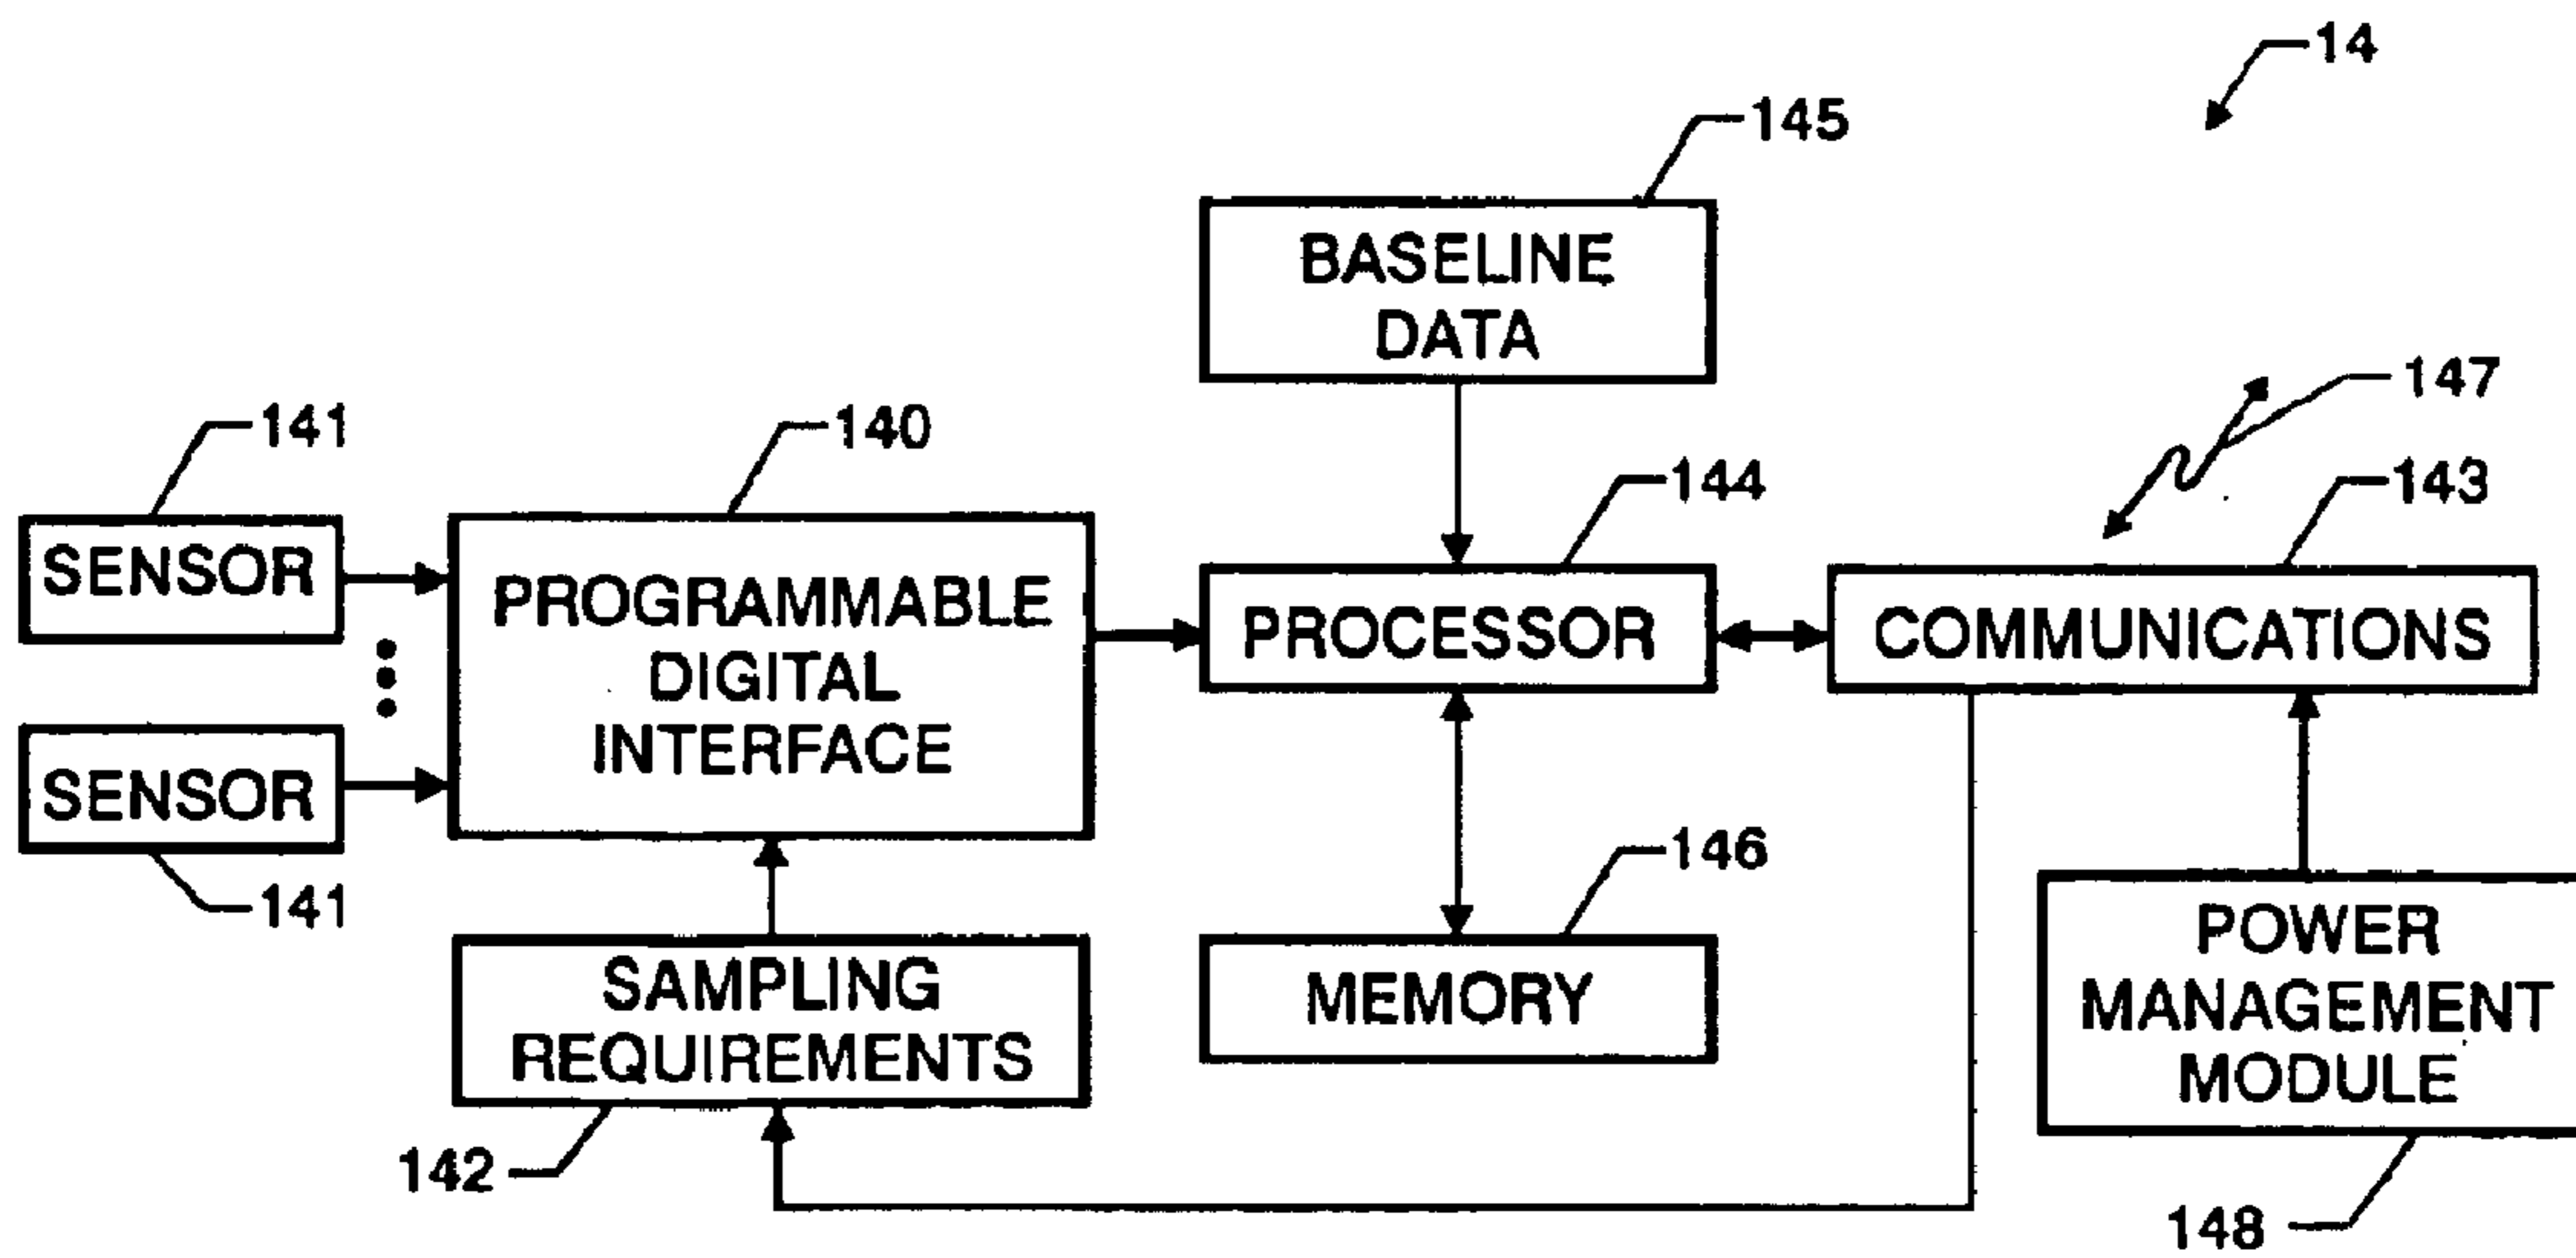 14
145
BASELINE
DATA
147
141
140
144
143
SENSOR
PROGRAMMABLE
DIGITAL
INTERFACE
PROCESSOR
COMMUNICATIONS
SENSOR
141
146
SAMPLING
REQUIREMENTS
MEMORY
POWER
MANAGEMENT
MODULE
142
148